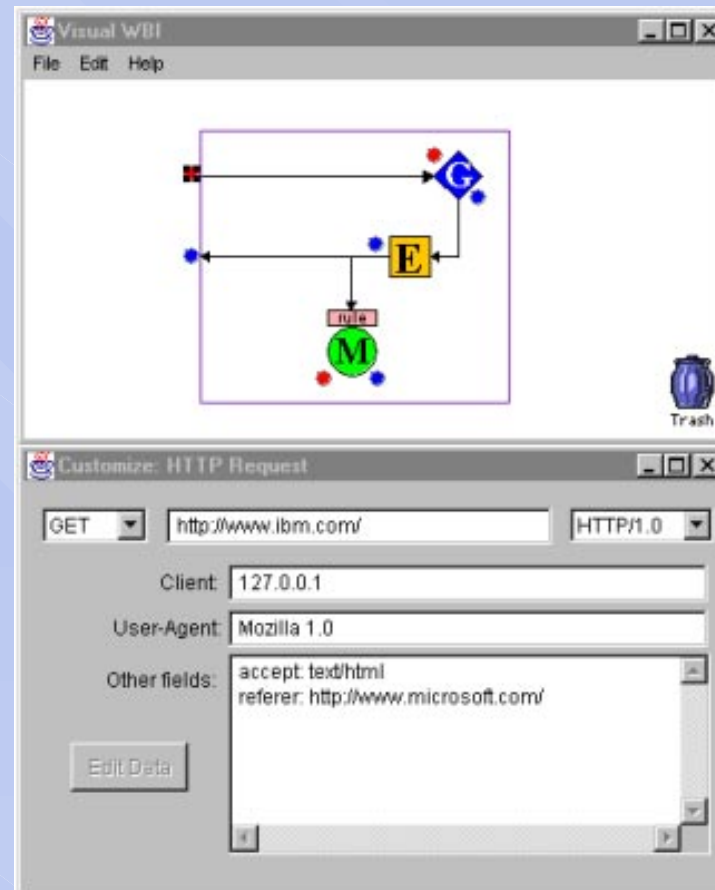 Visual WBI
File Edit Help
G
E
rule
M
Trash
Customize: HTTP Request
GET http://www.ibm.com/ HTTP/1.0
Client: 127.0.0.1
User-Agent: Mozilla 1.0
Other fields: accept: text/html
referer: http://www.microsoft.com/
Edit Data